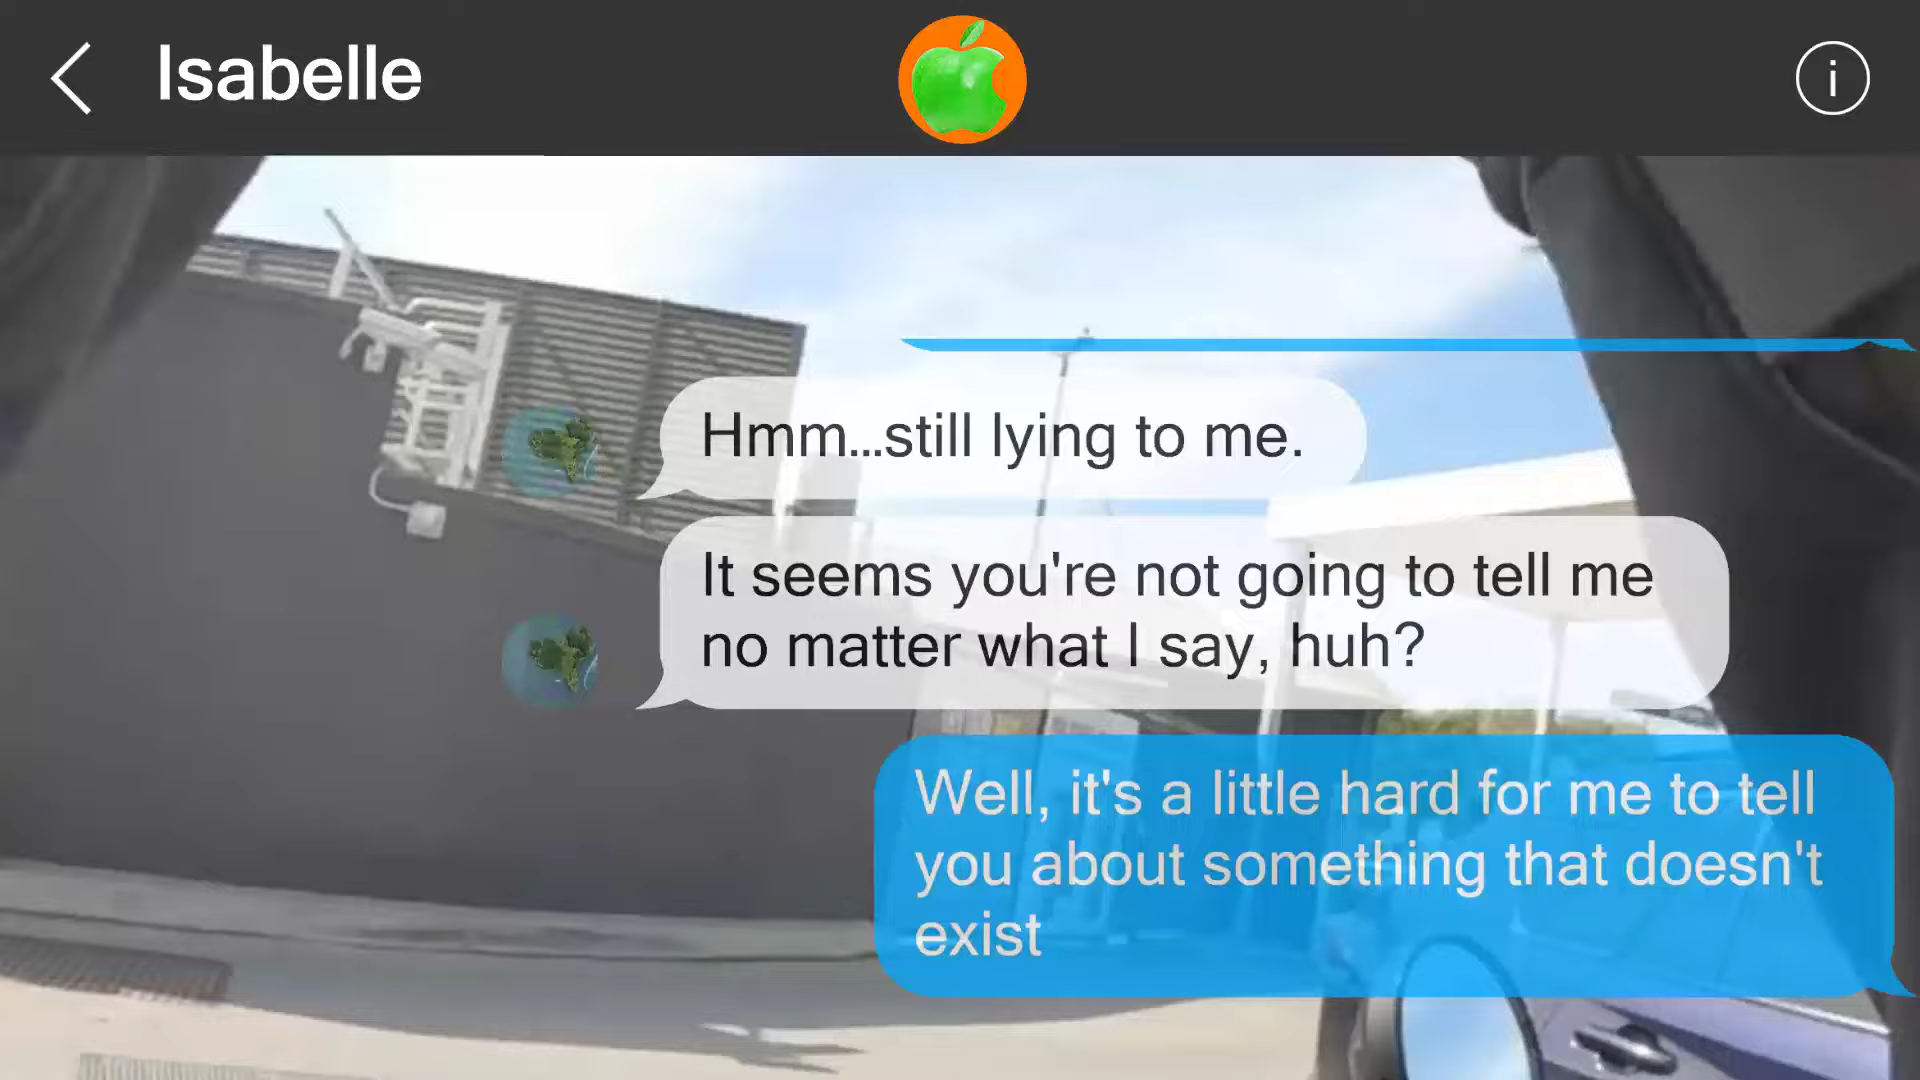 Isabelle
i
Hmm...still lying to me.
It seems you're not going to tell me
no matter what I say, huh?
Well, it's a little hard for me to tell
you about something that doesn't
exist